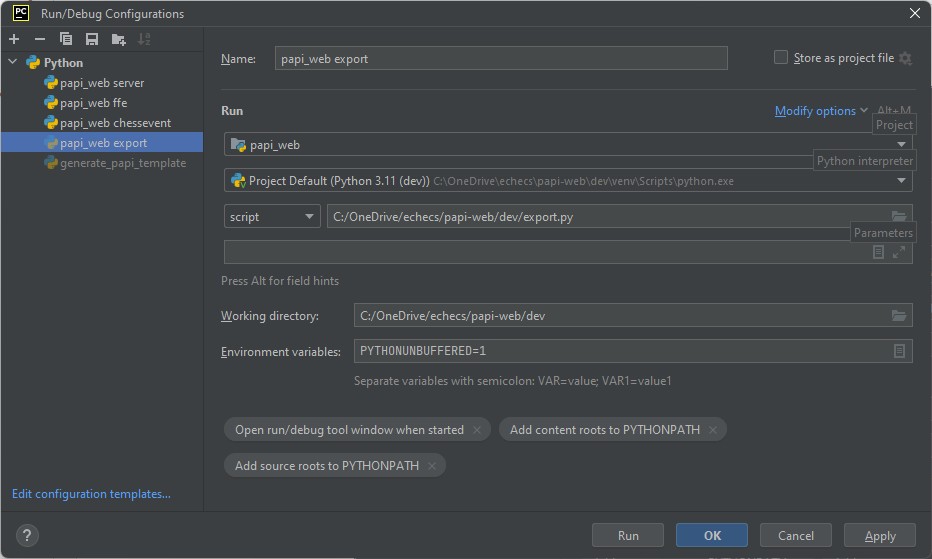 PC Run/Debug Configurations
Python
papi_web server
papi_web ffe
papi_web chessevent
papi_web export
generate_papi_template
Edit configuration templates...
Name: papi_web export Store as project file
Run Modify options Alt+M
Project
papi_web
Python interpreter
Project Default (Python 3.11 (dev)) C:\OneDrive\echecs\papi-web\dev\venv\Scripts\python.exe
script C:/OneDrive/echecs/papi-web/dev/export.py
Parameters
Press Alt for field hints
Working directory: C:/OneDrive/echecs/papi-web/dev
Environment variables: PYTHONUNBUFFERED=1
Separate variables with semicolon: VAR=value; VAR1=value1
Open run/debug tool window when started × Add content roots to PYTHONPATH ×
Add source roots to PYTHONPATH ×
? Run OK Cancel Apply